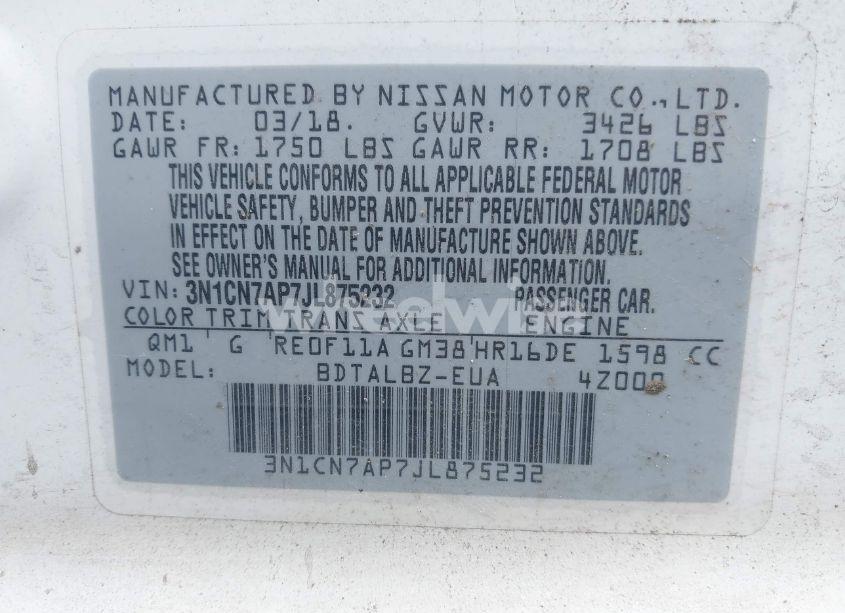 MANUFACTURED BY NISSAN MOTOR CO., LTD.
DATE: 03/18. GVWR: 3426 LBS
GAWR FR: 1750 LBS GAWR RR: 1708 LBS
THIS VEHICLE CONFORMS TO ALL APPLICABLE FEDERAL MOTOR
VEHICLE SAFETY, BUMPER AND THEFT PREVENTION STANDARDS
IN EFFECT ON THE DATE OF MANUFACTURE SHOWN ABOVE.
SEE OWNER'S MANUAL FOR ADDITIONAL INFORMATION.
VIN: 3N1CN7AP7JL875232 PASSENGER CAR.
COLOR TRIM TRANS AXLE ENGINE
QM1 G RE0F11A GM38 HR16DE 1598 CC
MODEL: BDTALBZ-EUA 4Z000
3N1CN7AP7JL875232